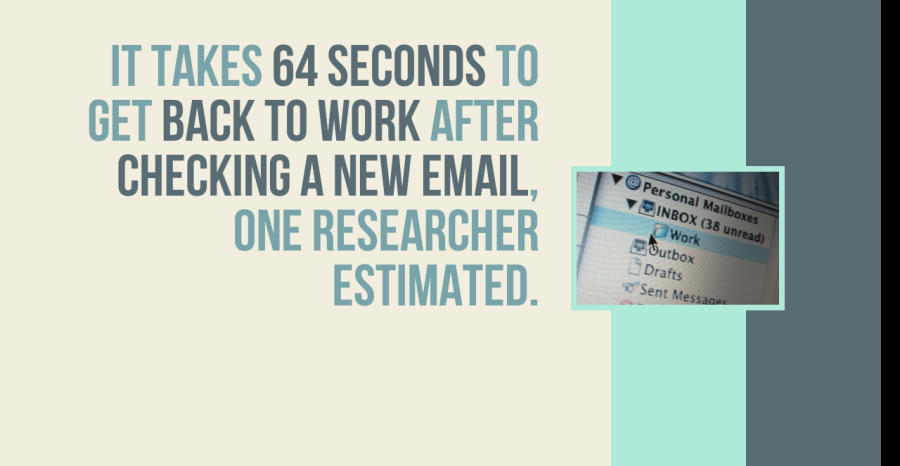 IT TAKES 64 SECONDS TO
GET BACK TO WORK AFTER
CHECKING A NEW EMAIL,
ONE RESEARCHER
ESTIMATED.
Personal Mailboxes
INBOX (38 unread)
Work
Outbox
Drafts
Sent Messages